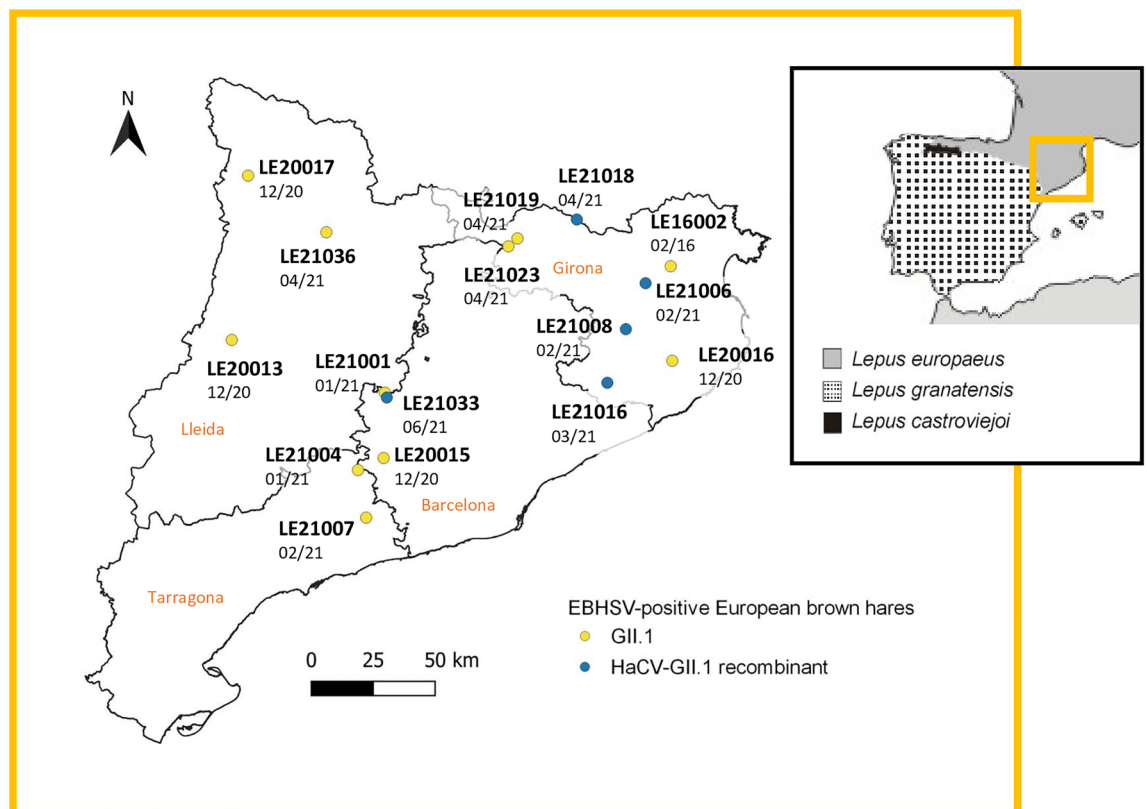 N
LE20017
12/20
LE21036
04/21
LE20013
12/20
Lleida
LE21019
04/21
LE21018
04/21
LE21023
04/21
Girona
LE16002
02/16
LE21006
02/21
LE21008
02/21
LE20016
12/20
LE21016
03/21
LE21001
01/21
LE21033
06/21
LE21004
01/21
LE20015
12/20
Barcelona
LE21007
02/21
Tarragona
0 25 50 km
EBHSV-positive European brown hares
GII.1
HaCV-GII.1 recombinant
Lepus europaeus
Lepus granatensis
Lepus castroviejoi